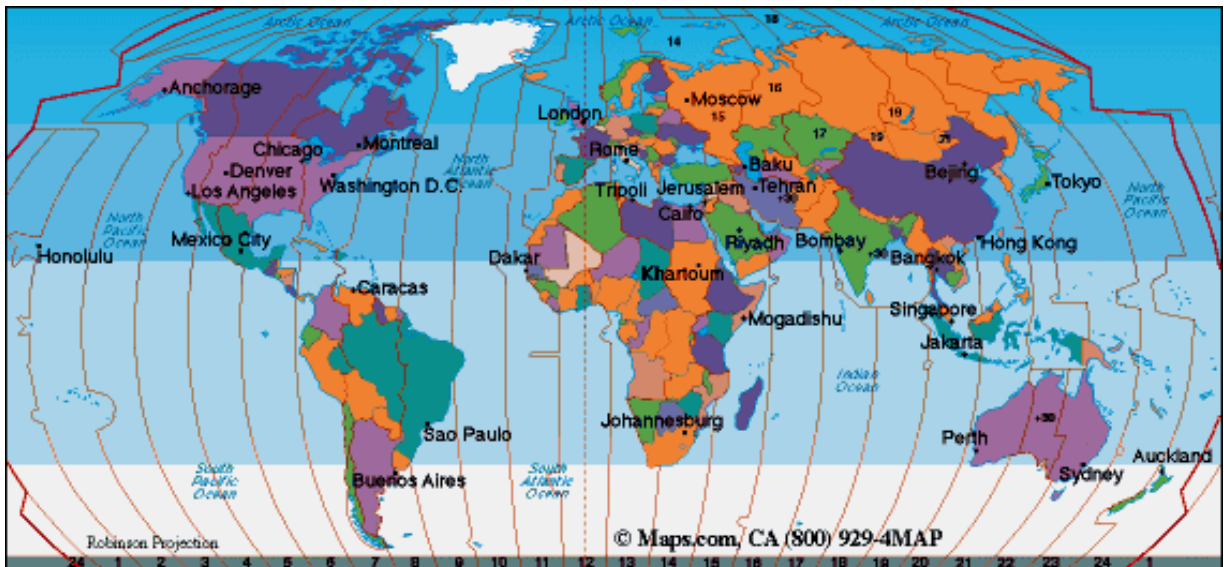 Arctic Ocean
Arctic Ocean
18
Arctic Ocean
14
Anchorage
16
Moscow
London
15
19
Montreal
17
19
21
Chicago
North
Atlantic
Ocean
Rome
Denver
Baku
Beijing
Los Angeles
Washington D.C.
Tripoli
Jerusalem
Tehran
Tokyo
+30
North
Pacific
Ocean
Cairo
North
Pacific
Ocean
Mexico City
Riyadh
Bombay
Hong Kong
Honolulu
Dakar
+30
Bangkok
Khartoum
Caracas
Singapore
Mogadishu
Jakarta
Indian
Ocean
Johannesburg
+30
Sao Paulo
Perth
Auckland
South
Pacific
Ocean
Buenos Aires
South
Atlantic
Ocean
Sydney
Robinson Projection
© Maps.com, CA (800) 929-4MAP
24 1 2 3 4 5 6 7 8 9 10 11 12 13 14 15 16 17 18 19 20 21 22 23 24 1